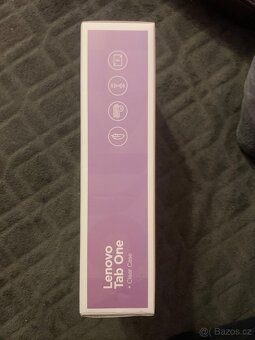 Lenovo
Tab One
+ Clear Case
Bazos.cz